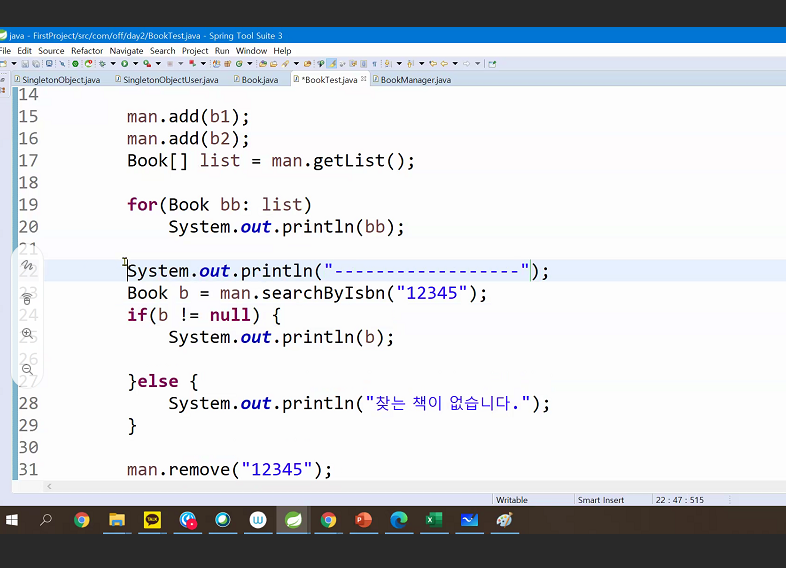 java - FirstProject/src/com/off/day2/BookTest.java - Spring Tool Suite 3
File Edit Source Refactor Navigate Search Project Run Window Help
SingletonObject.java SingletonObjectUser.java Book.java *BookTest.java BookManager.java
14
15 man.add(b1);
16 man.add(b2);
17 Book[] list = man.getList();
18
19 for(Book bb: list)
20 System.out.println(bb);
21
22 System.out.println("------------------");
23 Book b = man.searchByIsbn("12345");
24 if(b != null) {
25 System.out.println(b);
26
27 }else {
28 System.out.println("찾는 책이 없습니다.");
29 }
30
31 man.remove("12345");
Writable Smart Insert 22 : 47 : 515